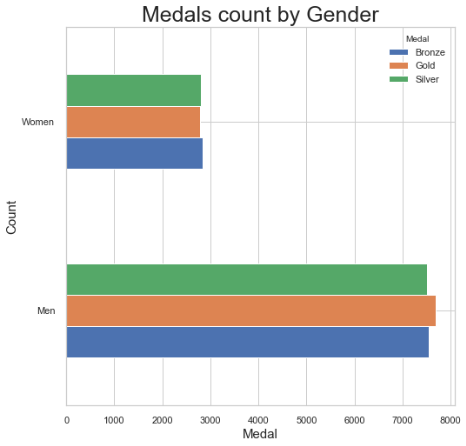 Medals count by Gender
Medal
Bronze
Gold
Silver
Women
Count
Men
0 1000 2000 3000 4000 5000 6000 7000 8000
Medal